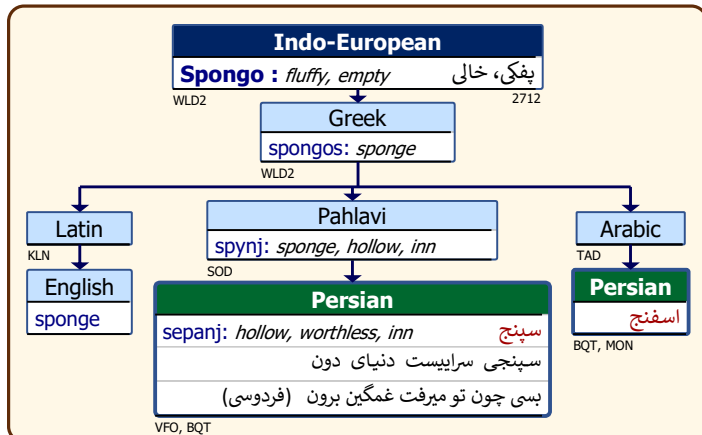 Indo-European
Spongo : fluffy, empty پفکی، خالی
WLD2 2712
Greek
spongos: sponge
WLD2
Latin
KLN
English
sponge
Pahlavi
spynj: sponge, hollow, inn
SOD
Persian
sepanj: hollow, worthless, inn سپنج
سپنجی سراییست دنیای دون
بسی چون تو میرفت غمگین برون (فردوسی)
VFO, BQT
Arabic
TAD
Persian
اسفنج
BQT, MON